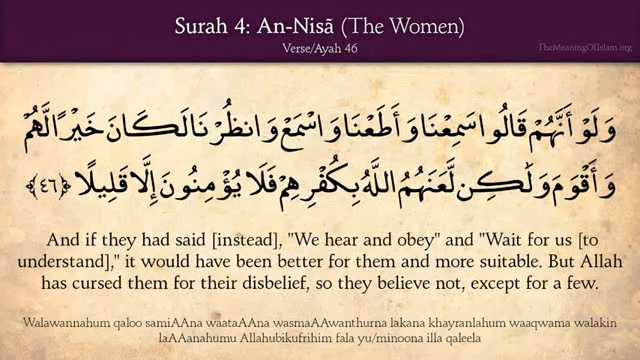 Surah 4: An-Nisã (The Women)
Verse/Ayah 46
TheMeaningOfIslam.org
وَلَوْ أَنَّهُمْ قَالُوا سَمِعْنَا وَأَطَعْنَا وَاسْمَعْ وَانظُرْنَا لَكَانَ خَيْرًا لَّهُمْ
وَأَقْوَمَ وَلَٰكِن لَّعَنَهُمُ اللَّهُ بِكُفْرِهِمْ فَلَا يُؤْمِنُونَ إِلَّا قَلِيلًا ﴿٤٦﴾
And if they had said [instead], "We hear and obey" and "Wait for us [to
understand]," it would have been better for them and more suitable. But Allah
has cursed them for their disbelief, so they believe not, except for a few.
Walawannahum qaloo samiAAna waataAAna wasmaAAwanthurna lakana khayranlahum waaqwama walakin
laAAanahumu Allahubikufrihim fala yu/minoona illa qaleela